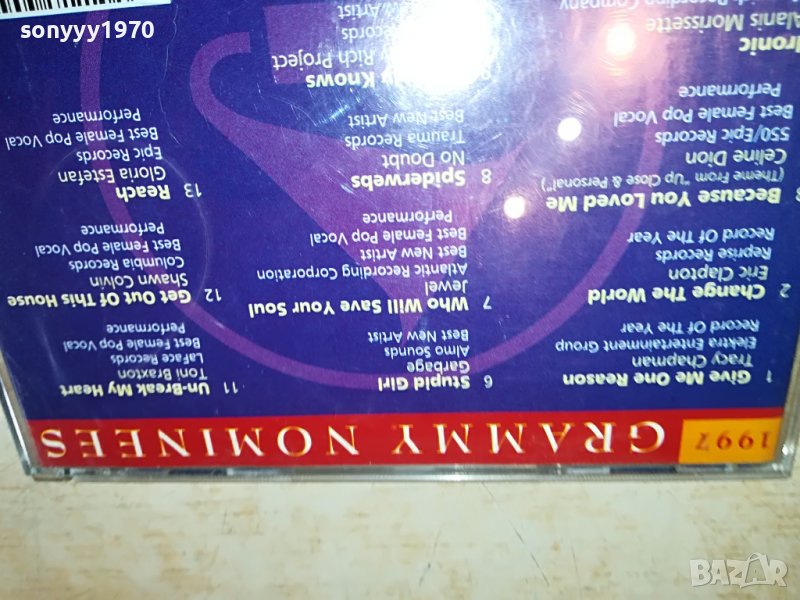 sonyyy1970
1997 GRAMMY NOMINEES
1 Give Me One Reason
Tracy Chapman
Elektra Entertainment Group
Record Of The Year
2 Change The World
Eric Clapton
Reprise Records
Record Of The Year
Because You Loved Me
(Theme From "Up Close & Personal")
Celine Dion
550/Epic Records
Best Female Pop Vocal
Performance
Ironic
Alanis Morissette
Recording Company
6 Stupid Girl
Garbage
Almo Sounds
Best New Artist
7 Who Will Save Your Soul
Jewel
Atlantic Recording Corporation
Best New Artist
Best Female Pop Vocal
Performance
8 Spiderwebs
No Doubt
Trauma Records
Best New Artist
Knows
Rich Project
Records
New Artist
11 Un-Break My Heart
Toni Braxton
LaFace Records
Best Female Pop Vocal
Performance
12 Get Out Of This House
Shawn Colvin
Columbia Records
Best Female Pop Vocal
Performance
13 Reach
Gloria Estefan
Epic Records
Best Female Pop Vocal
Performance
BAZAR